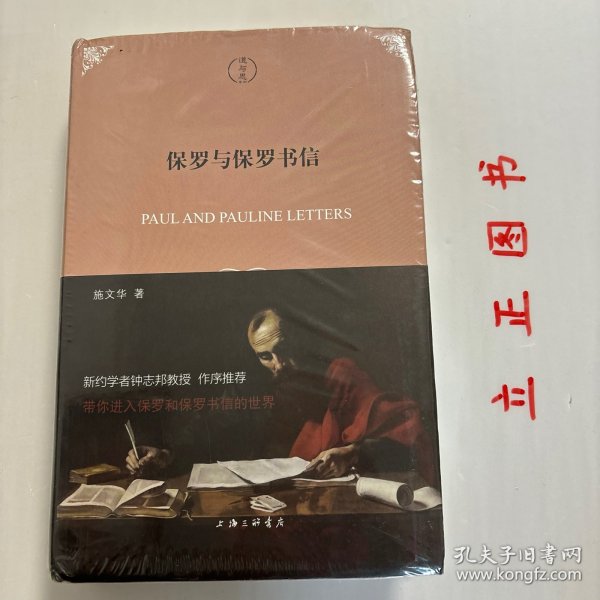 道与思
保罗与保罗书信
PAUL AND PAULINE LETTERS
施文华 著
新约学者钟志邦教授 作序推荐
带你进入保罗和保罗书信的世界
上海三联书店
立正图书
孔夫子旧书网
www.kongfz.com